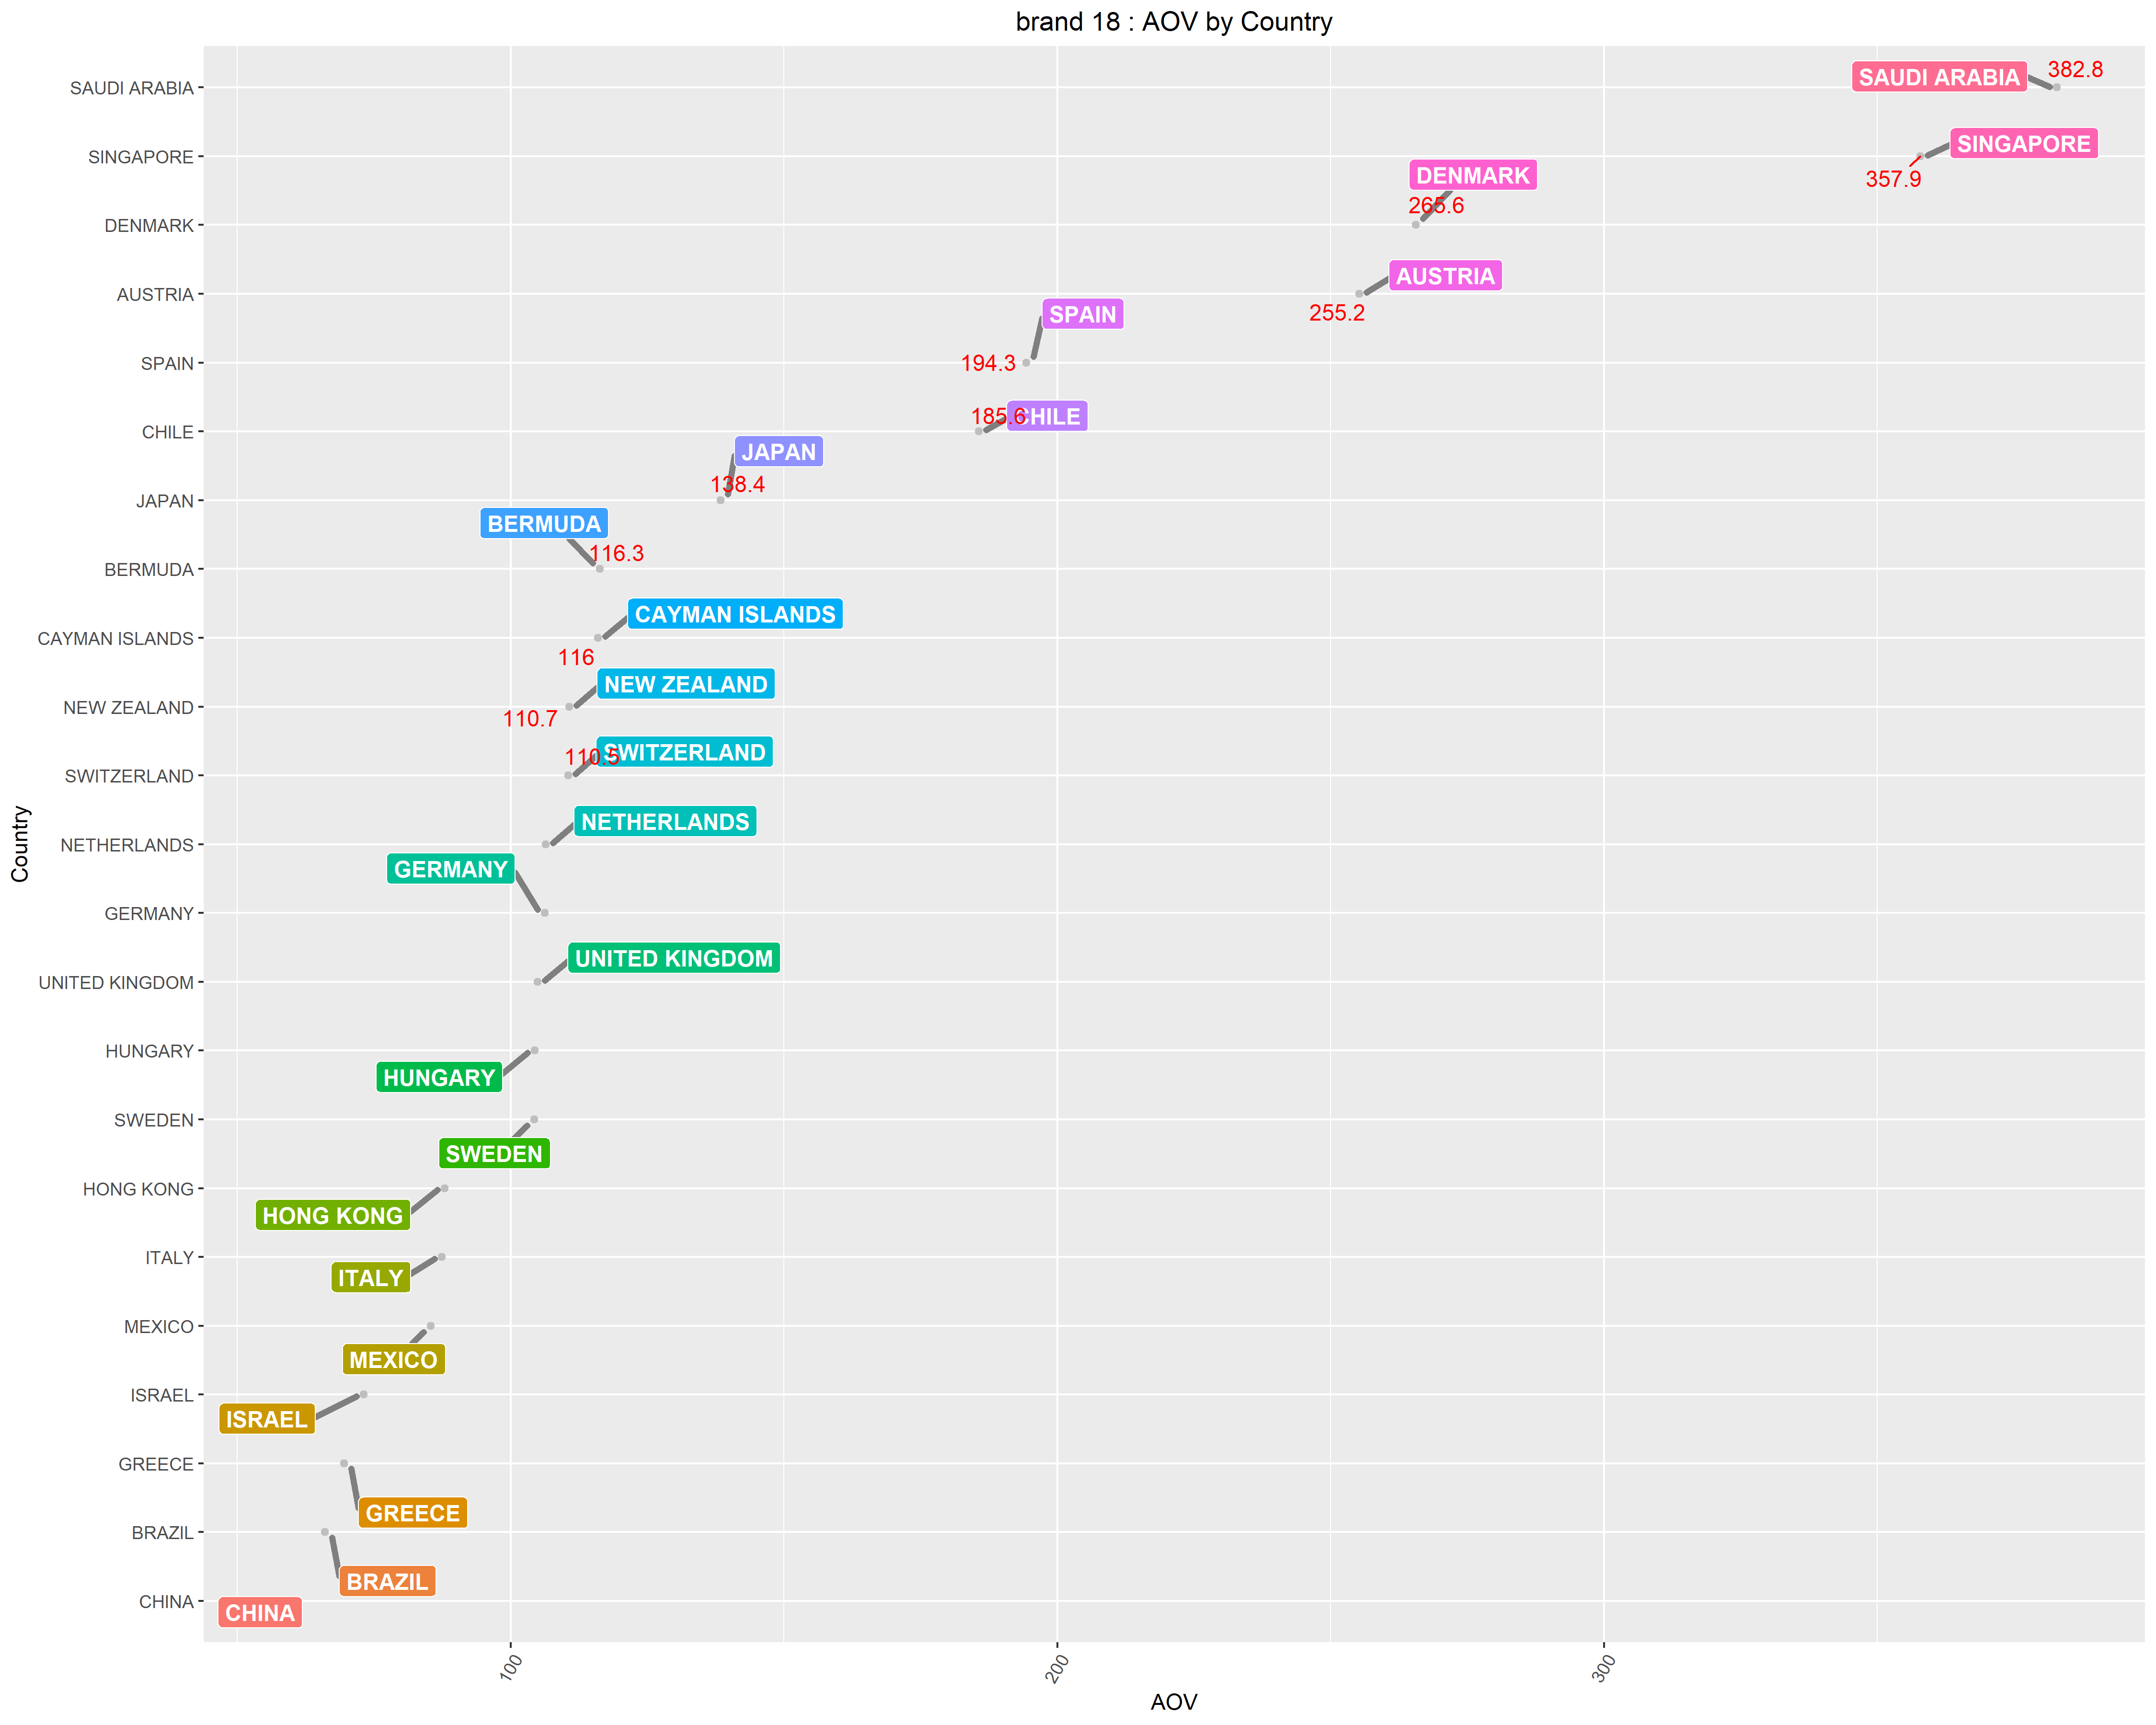 brand 18 : AOV by Country
SAUDI ARABIA
SAUDI ARABIA
382.8
SINGAPORE
SINGAPORE
357.9
DENMARK
DENMARK
265.6
AUSTRIA
AUSTRIA
255.2
SPAIN
SPAIN
194.3
CHILE
CHILE
185.6
JAPAN
JAPAN
138.4
BERMUDA
BERMUDA
116.3
CAYMAN ISLANDS
CAYMAN ISLANDS
116
NEW ZEALAND
NEW ZEALAND
110.7
SWITZERLAND
SWITZERLAND
110.5
NETHERLANDS
NETHERLANDS
GERMANY
GERMANY
UNITED KINGDOM
UNITED KINGDOM
HUNGARY
HUNGARY
SWEDEN
SWEDEN
HONG KONG
HONG KONG
ITALY
ITALY
MEXICO
MEXICO
ISRAEL
ISRAEL
GREECE
GREECE
BRAZIL
BRAZIL
CHINA
CHINA
Country
100
200
300
AOV